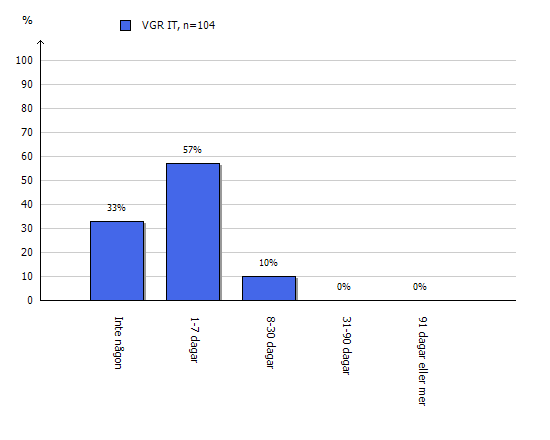 %
VGR IT, n=104
100
90
80
70
60
50
40
30
20
10
0
33%
57%
10%
0%
0%
Inte någon
1-7 dagar
8-30 dagar
31-90 dagar
91 dagar eller mer